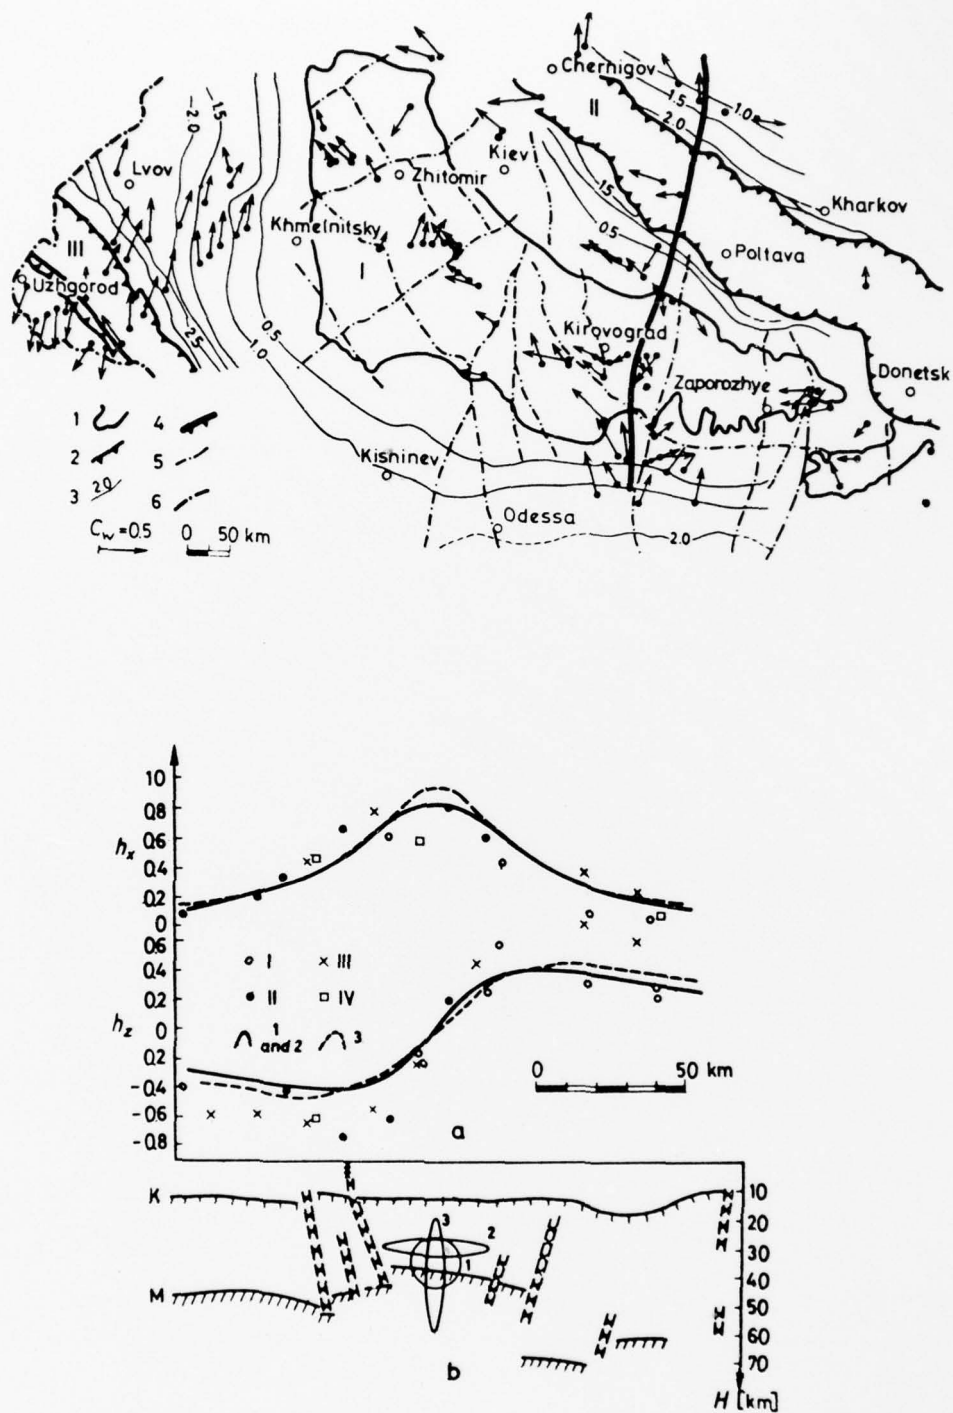 Chernigov
II
1.0
1.5
2.0
1.5
2.0
Lvov
Kiev
Zhitomir
15
Kharkov
Khmelnitsky
0.5
Poltava
III
I
Uzhgorod
2.5
0.5
1.0
Kirovograd
Zaporozhye
Donetsk
1 4
2 5
3 20 6
Kishinev
Cw=0.5 0 50 km
Odessa
2.0
10
0.8
0.6
hx
0.4
0.2
0
0.6
0.4
I III
0.2
II IV
hz 0
1 and 2 3
0.2
-0.4
0 50 km
-0.6
-0.8
a
K
10
20
3
2
30
1
40
M
50
60
70
b
H [km]